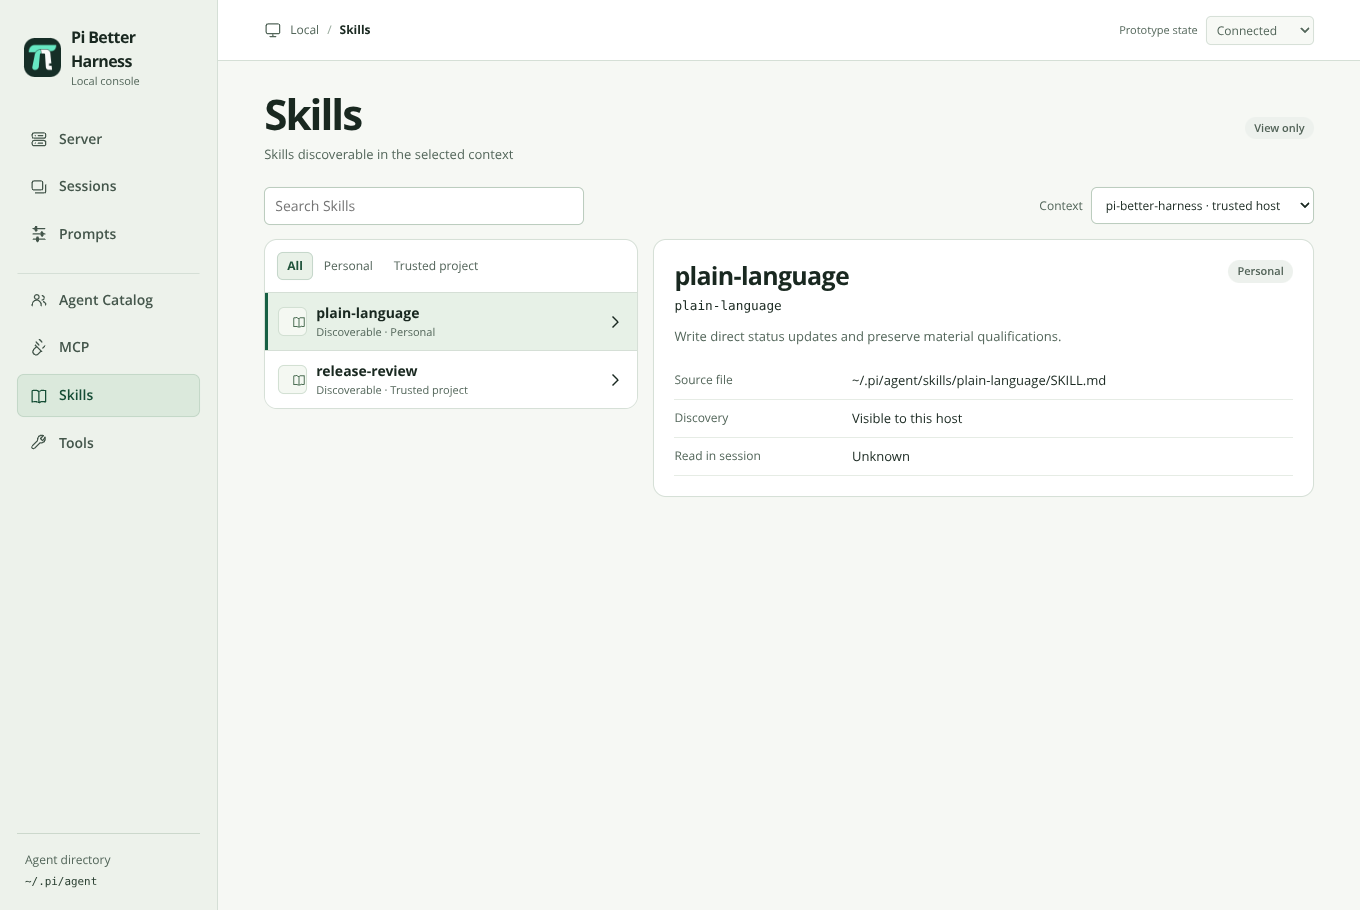 Pi Better
Harness
Local console
Server
Sessions
Prompts
Agent Catalog
MCP
Skills
Tools
Agent directory
~/.pi/agent
Local / Skills
Prototype state Connected
Skills
Skills discoverable in the selected context
View only
Search Skills
Context pi-better-harness · trusted host
All Personal Trusted project
plain-language
Discoverable · Personal
release-review
Discoverable · Trusted project
plain-language
Personal
plain-language
Write direct status updates and preserve material qualifications.
Source file ~/.pi/agent/skills/plain-language/SKILL.md
Discovery Visible to this host
Read in session Unknown